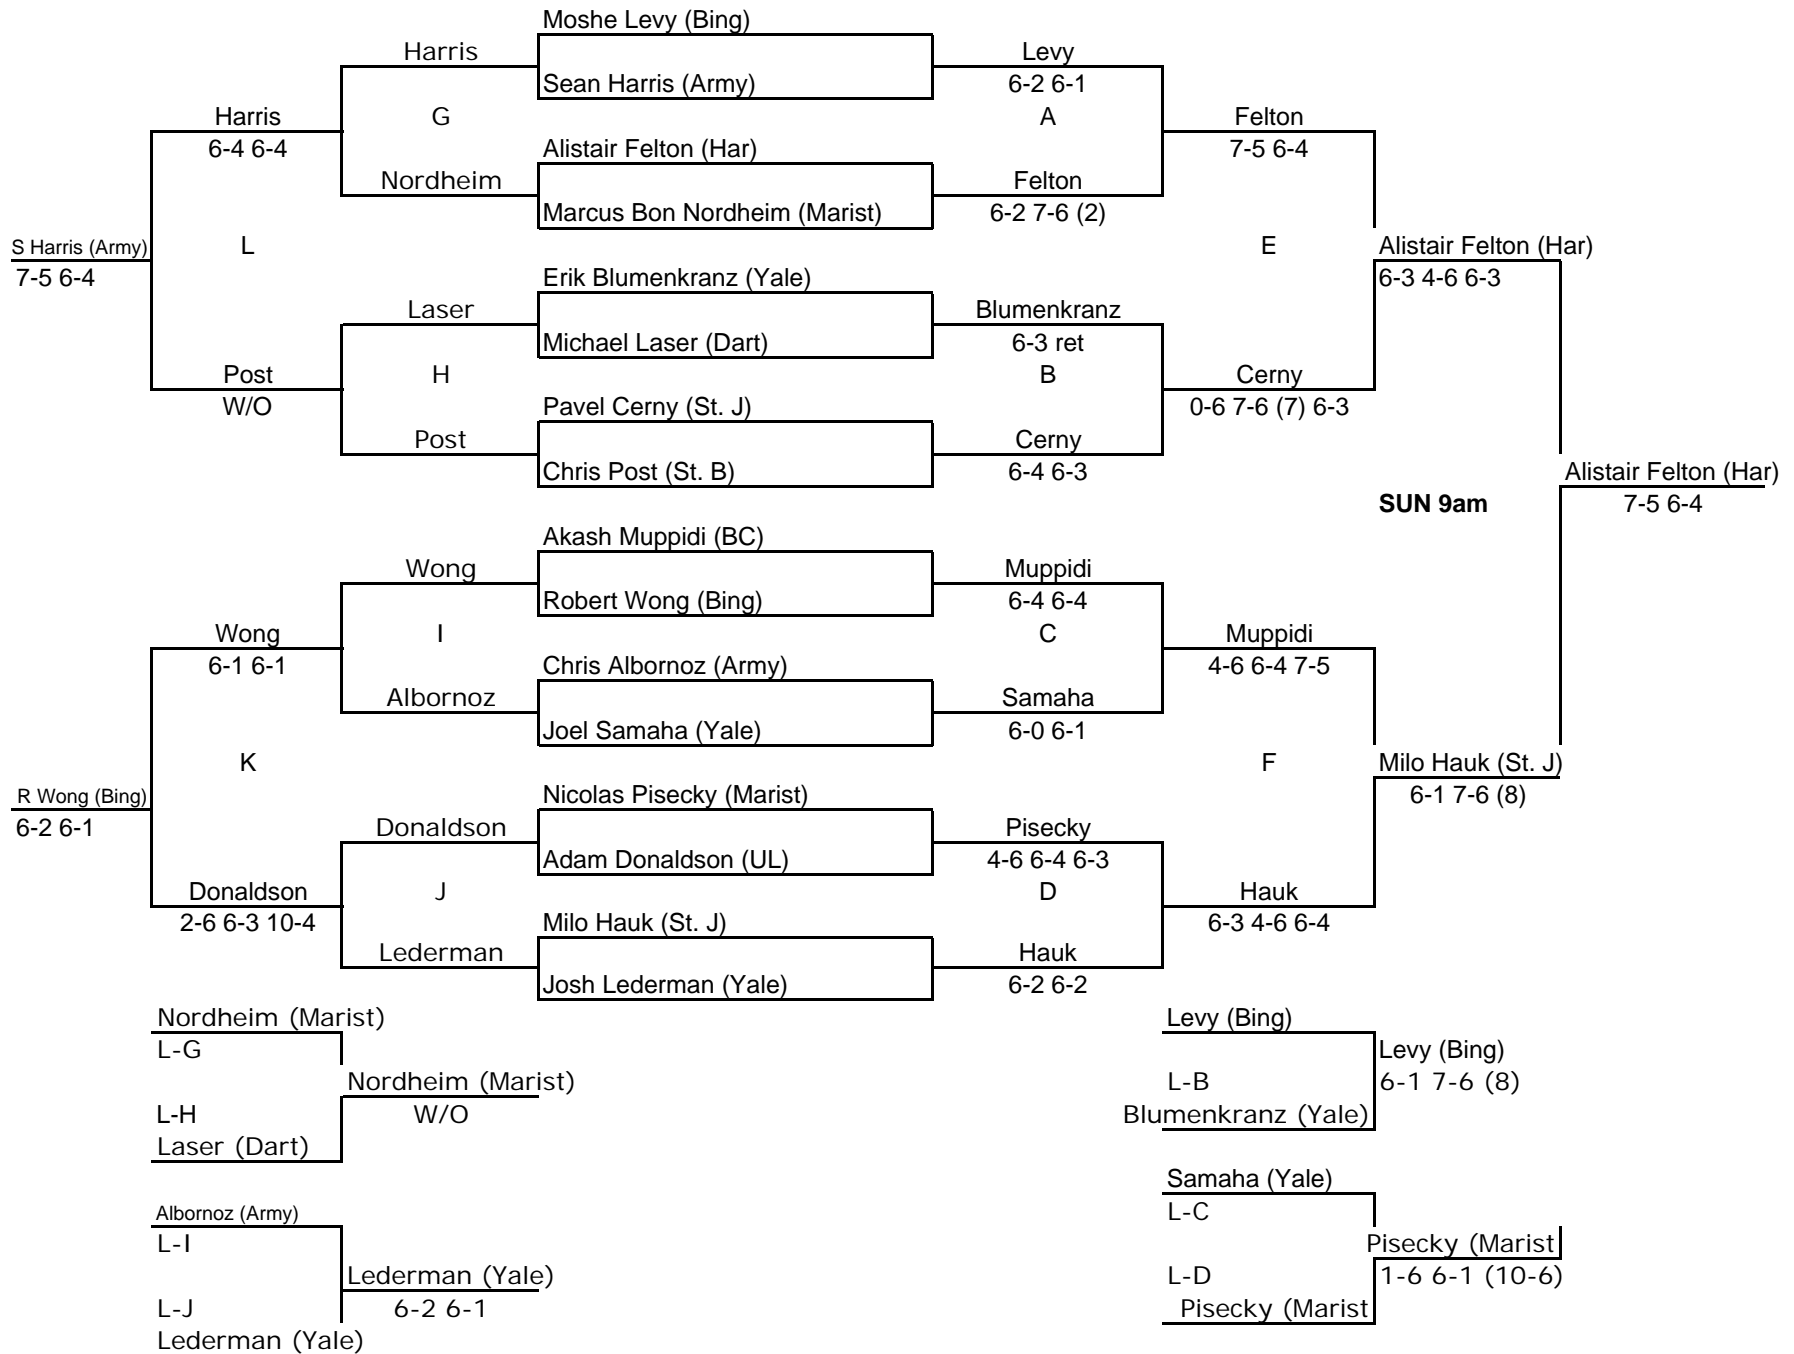 Moshe Levy (Bing)
Harris
Levy
Sean Harris (Army)
6-2 6-1
Harris
G
A
Felton
6-4 6-4
Alistair Felton (Har)
7-5 6-4
Nordheim
Felton
Marcus Bon Nordheim (Marist)
6-2 7-6 (2)
S Harris (Army)
L
E
Alistair Felton (Har)
7-5 6-4
Erik Blumenkranz (Yale)
6-3 4-6 6-3
Laser
Blumenkranz
Michael Laser (Dart)
6-3 ret
Post
H
B
Cerny
W/O
Pavel Cerny (St. J)
0-6 7-6 (7) 6-3
Post
Cerny
Chris Post (St. B)
6-4 6-3
Alistair Felton (Har)
SUN 9am
7-5 6-4
Akash Muppidi (BC)
Wong
Muppidi
Robert Wong (Bing)
6-4 6-4
Wong
I
C
Muppidi
6-1 6-1
Chris Albornoz (Army)
4-6 6-4 7-5
Albornoz
Samaha
Joel Samaha (Yale)
6-0 6-1
K
F
Milo Hauk (St. J)
R Wong (Bing)
Nicolas Pisecky (Marist)
6-1 7-6 (8)
6-2 6-1
Donaldson
Pisecky
Adam Donaldson (UL)
4-6 6-4 6-3
Donaldson
J
D
Hauk
2-6 6-3 10-4
Milo Hauk (St. J)
6-3 4-6 6-4
Lederman
Hauk
Josh Lederman (Yale)
6-2 6-2
Nordheim (Marist)
Levy (Bing)
L-G
Levy (Bing)
Nordheim (Marist)
L-B
6-1 7-6 (8)
L-H
W/O
Blumenkranz (Yale)
Laser (Dart)
Samaha (Yale)
Albornoz (Army)
L-C
L-I
Pisecky (Marist
Lederman (Yale)
L-D
1-6 6-1 (10-6)
L-J
6-2 6-1
Pisecky (Marist
Lederman (Yale)